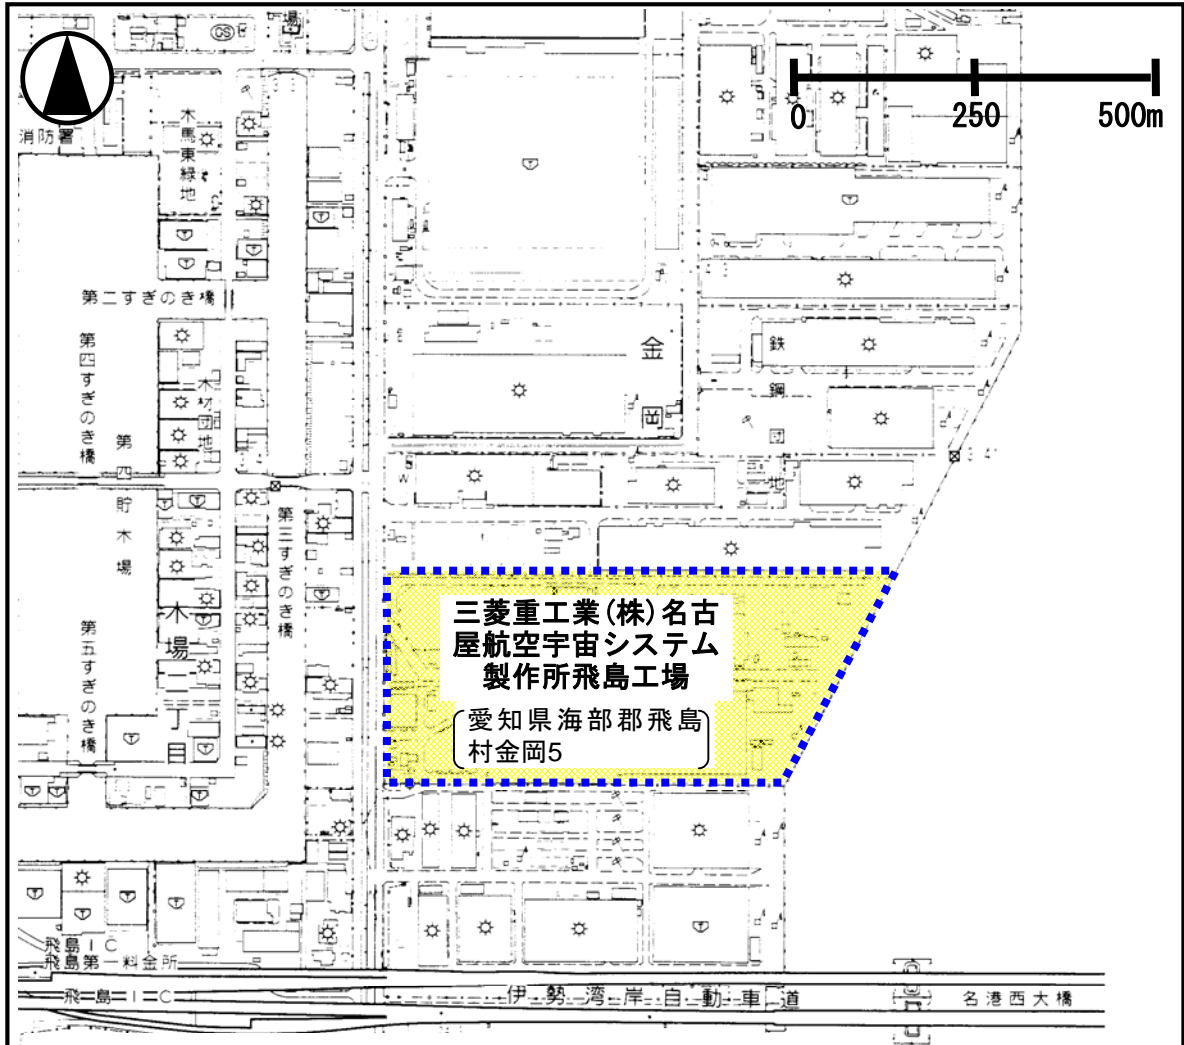 場
CS
消防署
木馬東緑地
0
250
500m
第二すぎのき橋
第四すぎのき橋
木材団地
金岡
鉄鋼団地
第四貯木場
第三すぎのき橋
第五すぎのき橋
木場二丁目
三菱重工業(株)名古
屋航空宇宙システム
製作所飛島工場
愛知県海部郡飛島
村金岡5
飛島IC
飛島第一料金所
飛島IC
伊勢湾岸自動車道
名港西大橋